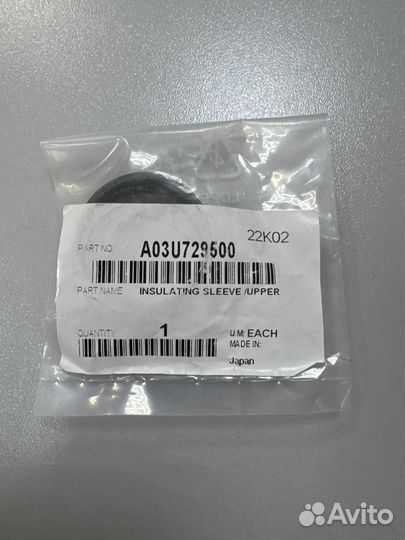 22K02
PART NO. A03U729500
PART NAME INSULATING SLEEVE /UPPER
QUANTITY 1 U.M: EACH
MADE IN:
Japan
Avito